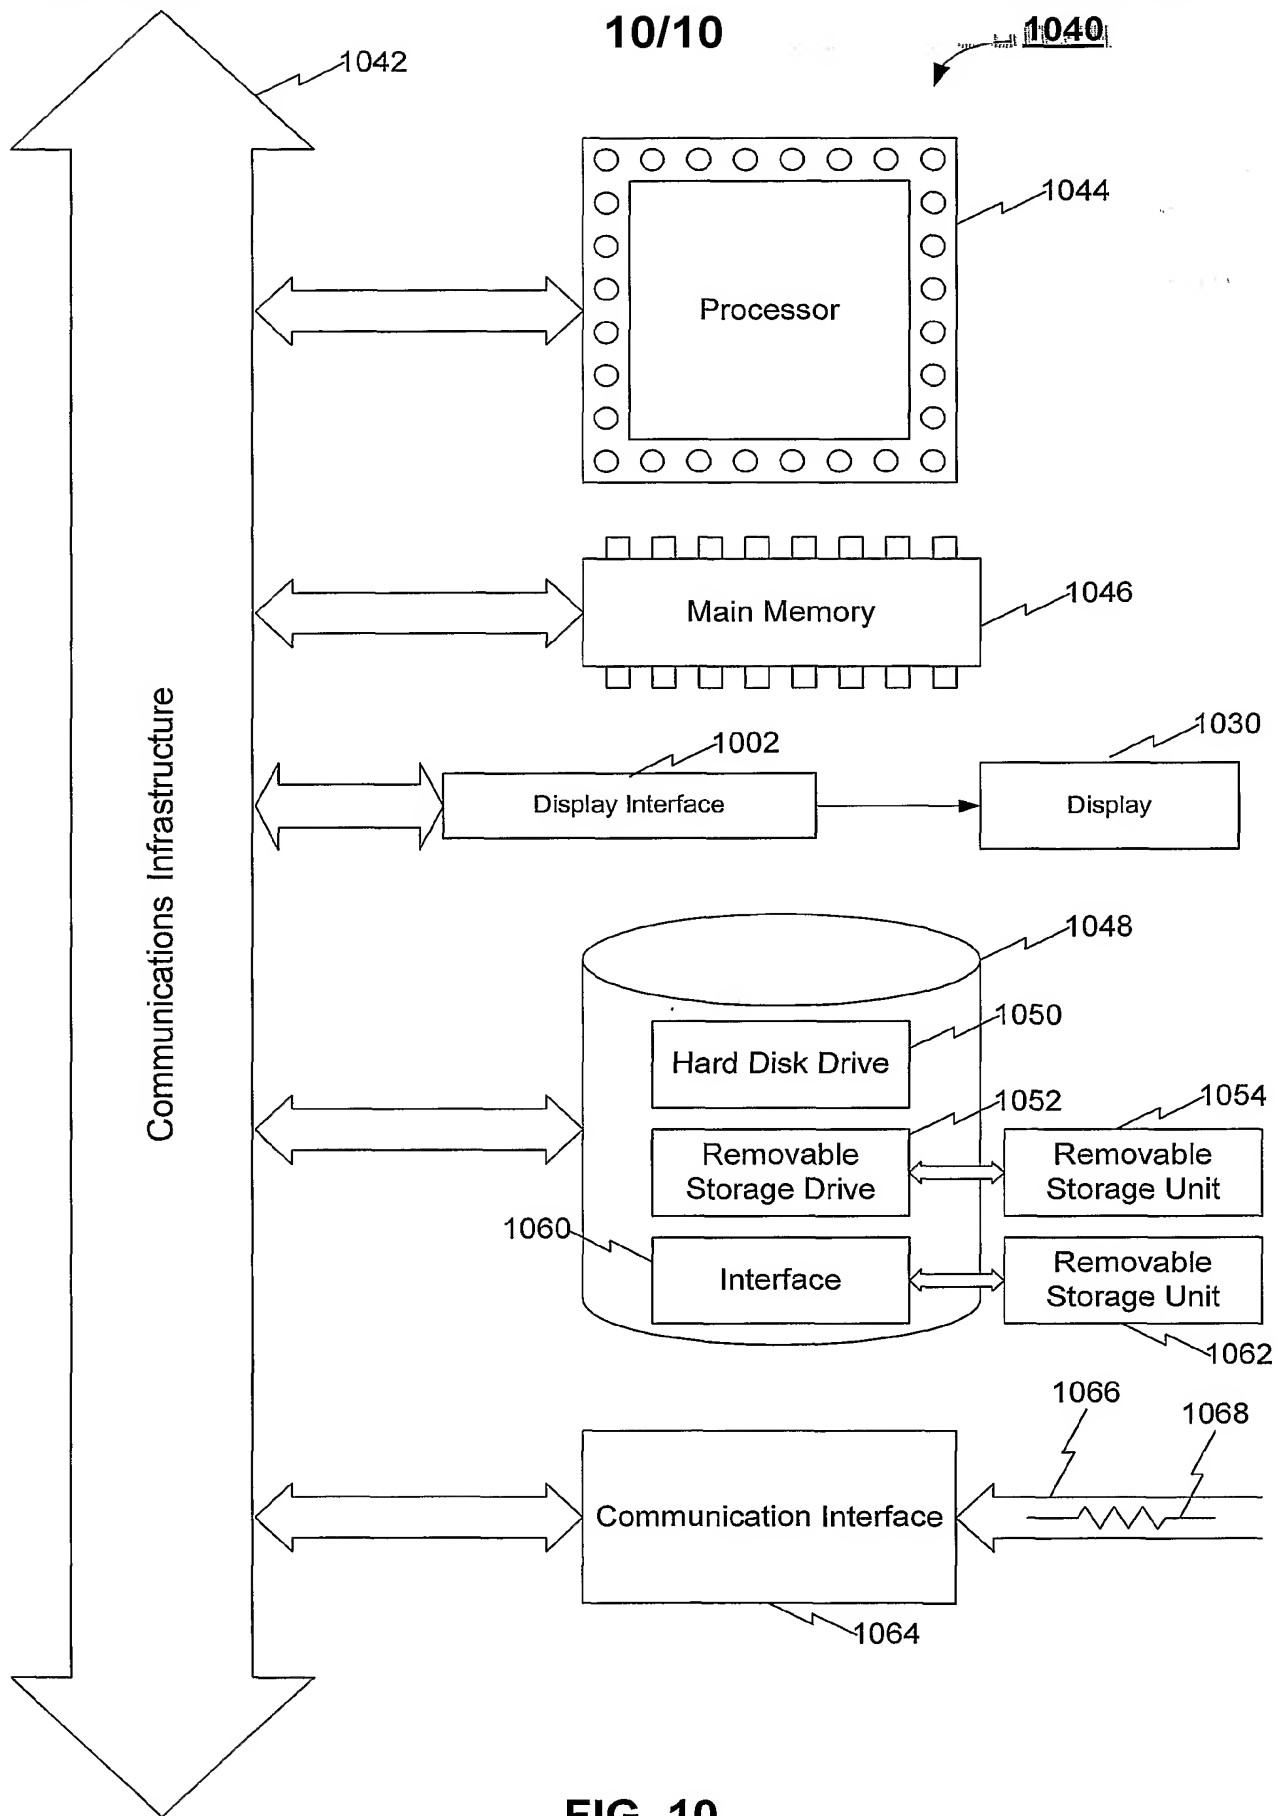 10/10
1040
1042
1044
Processor
Main Memory
1046
Communications Infrastructure
1002
Display Interface
1030
Display
1048
1050
Hard Disk Drive
1052
Removable
Storage Drive
1054
Removable
Storage Unit
1060
Interface
Removable
Storage Unit
1062
1066
1068
Communication Interface
1064
FIG. 10